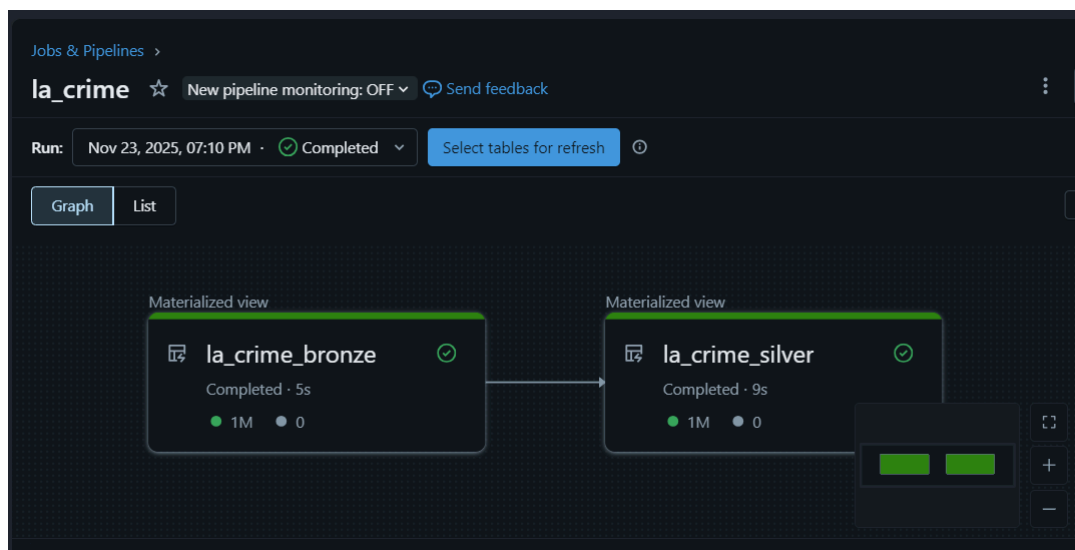 Jobs & Pipelines ›
la_crime New pipeline monitoring: OFF Send feedback
Run: Nov 23, 2025, 07:10 PM · Completed Select tables for refresh
Graph List
Materialized view Materialized view
la_crime_bronze la_crime_silver
Completed · 5s Completed · 9s
1M 0 1M 0